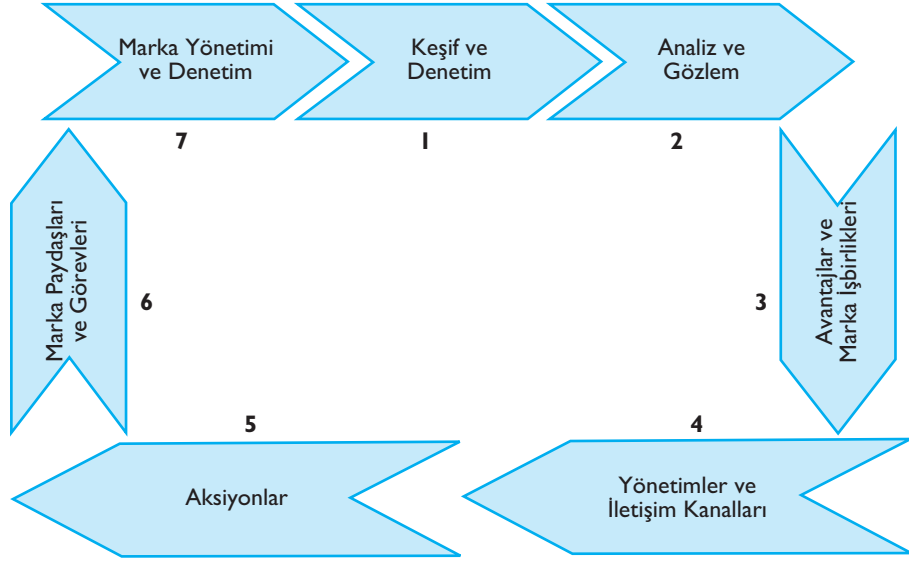 Marka Yönetimi
ve Denetim
Keşif ve
Denetim
Analiz ve
Gözlem
7
1
2
Marka Paydaşları
ve Görevleri
6
3
Avantajlar ve
Marka İşbirlikleri
5
4
Aksiyonlar
Yönetimler ve
İletişim Kanalları